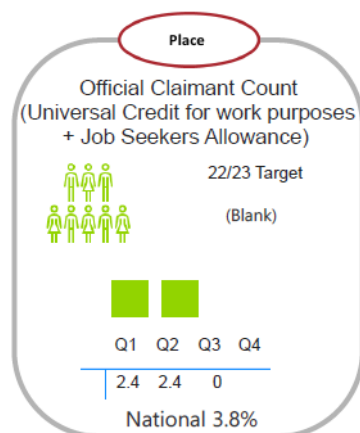 Place
Official Claimant Count
(Universal Credit for work purposes
+ Job Seekers Allowance)
22/23 Target
(Blank)
Q1 Q2 Q3 Q4
2.4 2.4 0
National 3.8%